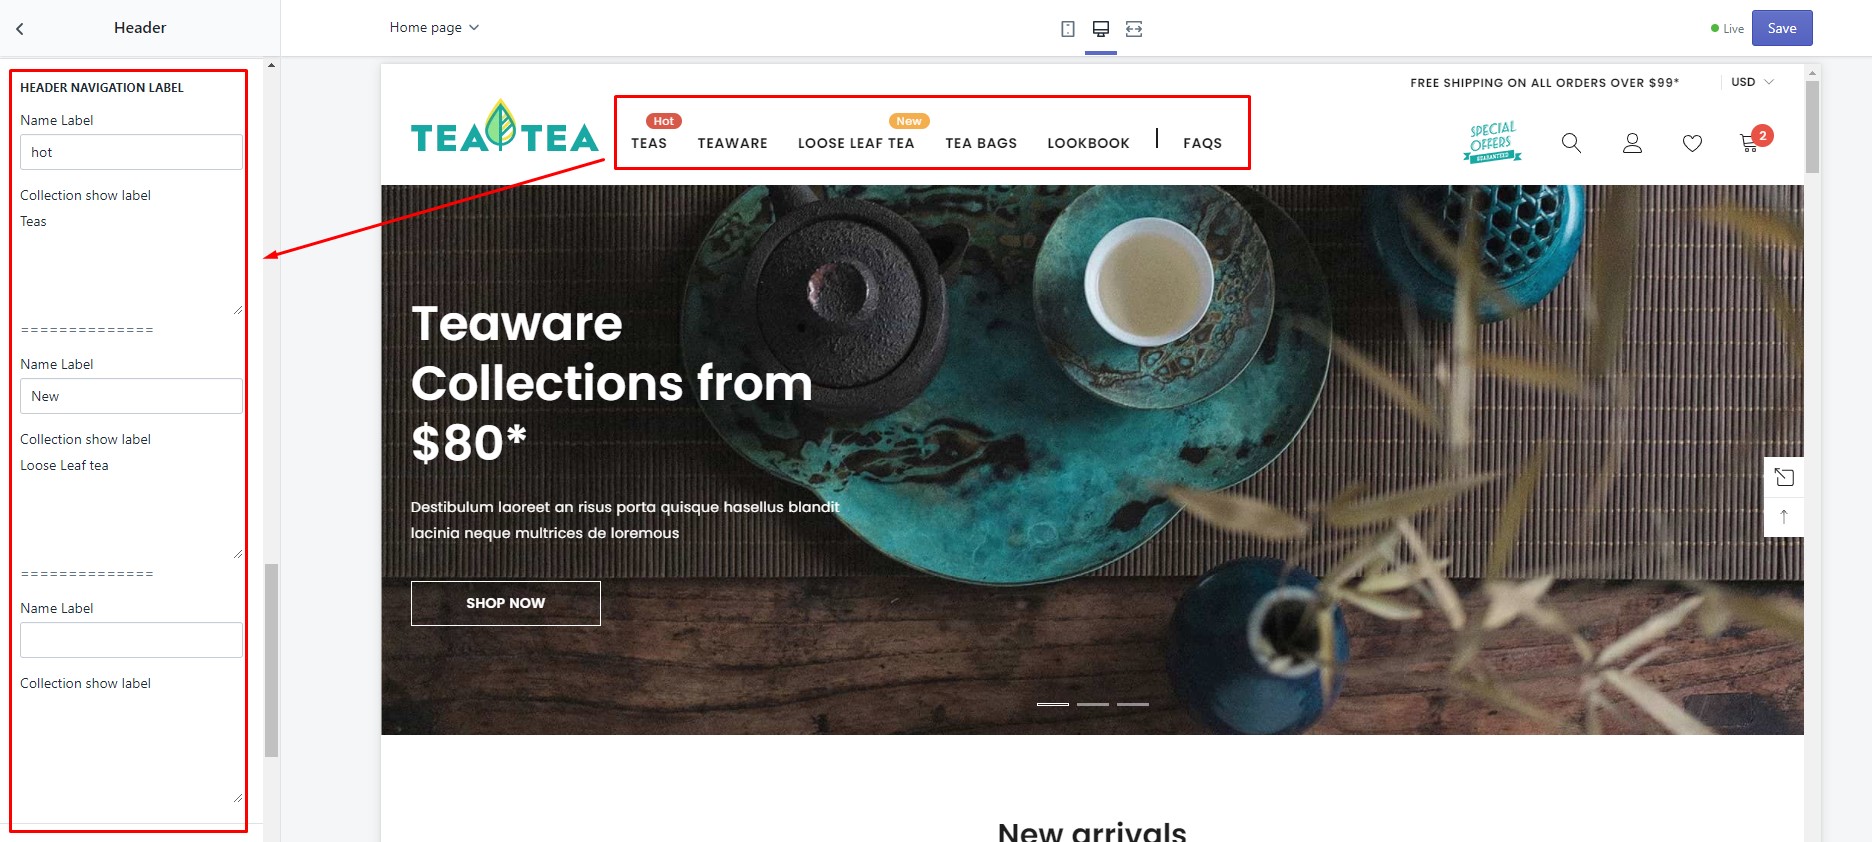 Header
Home page
Live
Save
HEADER NAVIGATION LABEL
Name Label
hot
Collection show label
Teas
==============
Name Label
New
Collection show label
Loose Leaf tea
==============
Name Label
Collection show label
FREE SHIPPING ON ALL ORDERS OVER $99*
USD
TEA TEA
Hot
New
TEAS TEAWARE LOOSE LEAF TEA TEA BAGS LOOKBOOK | FAQS
SPECIAL
OFFERS
GUARANTEED
2
Teaware
Collections from
$80*
Destibulum laoreet an risus porta quisque hasellus blandit
lacinia neque multrices de loremous
SHOP NOW
New arrivals